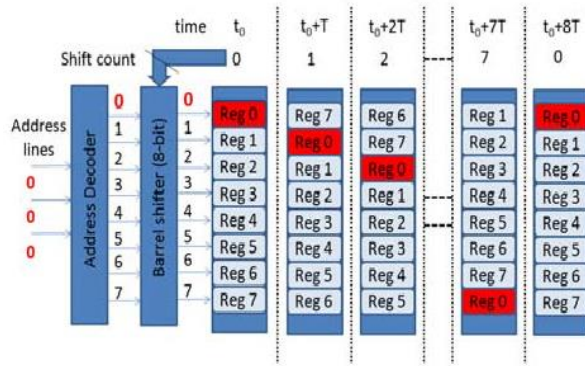 time t₀ t₀+T t₀+2T t₀+7T t₀+8T
Shift count 0 1 2 7 0
Address lines
0
0
0
Address Decoder
0
1
2
3
4
5
6
7
Barrel shifter (8-bit)
0
1
2
3
4
5
6
7
Reg 0 Reg 7 Reg 6 Reg 1 Reg 0
Reg 1 Reg 0 Reg 7 Reg 2 Reg 1
Reg 2 Reg 1 Reg 0 Reg 3 Reg 2
Reg 3 Reg 2 Reg 1 Reg 4 Reg 3
Reg 4 Reg 3 Reg 2 Reg 5 Reg 4
Reg 5 Reg 4 Reg 3 Reg 6 Reg 5
Reg 6 Reg 5 Reg 4 Reg 7 Reg 6
Reg 7 Reg 6 Reg 5 Reg 0 Reg 7